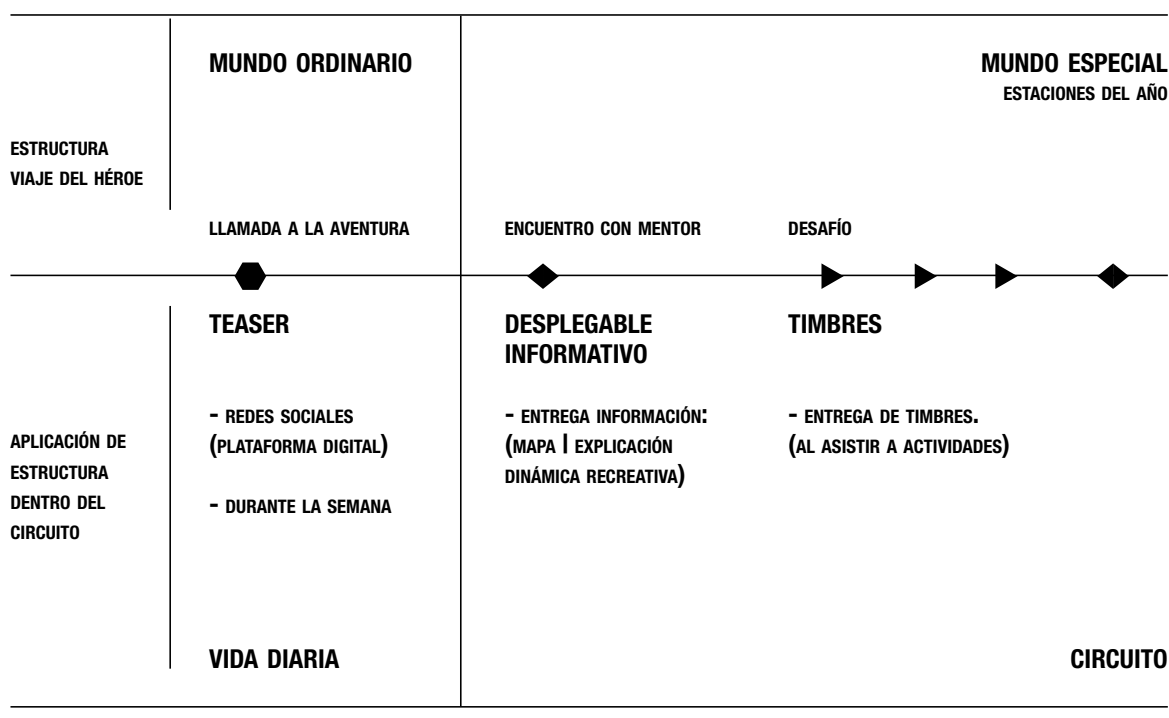 MUNDO ORDINARIO
MUNDO ESPECIAL
ESTACIONES DEL AÑO
ESTRUCTURA
VIAJE DEL HÉROE
LLAMADA A LA AVENTURA
ENCUENTRO CON MENTOR
DESAFÍO
TEASER
DESPLEGABLE
INFORMATIVO
TIMBRES
APLICACIÓN DE
ESTRUCTURA
DENTRO DEL
CIRCUITO
- REDES SOCIALES
(PLATAFORMA DIGITAL)
- DURANTE LA SEMANA
- ENTREGA INFORMACIÓN:
(MAPA | EXPLICACIÓN
DINÁMICA RECREATIVA)
- ENTREGA DE TIMBRES.
(AL ASISTIR A ACTIVIDADES)
VIDA DIARIA
CIRCUITO